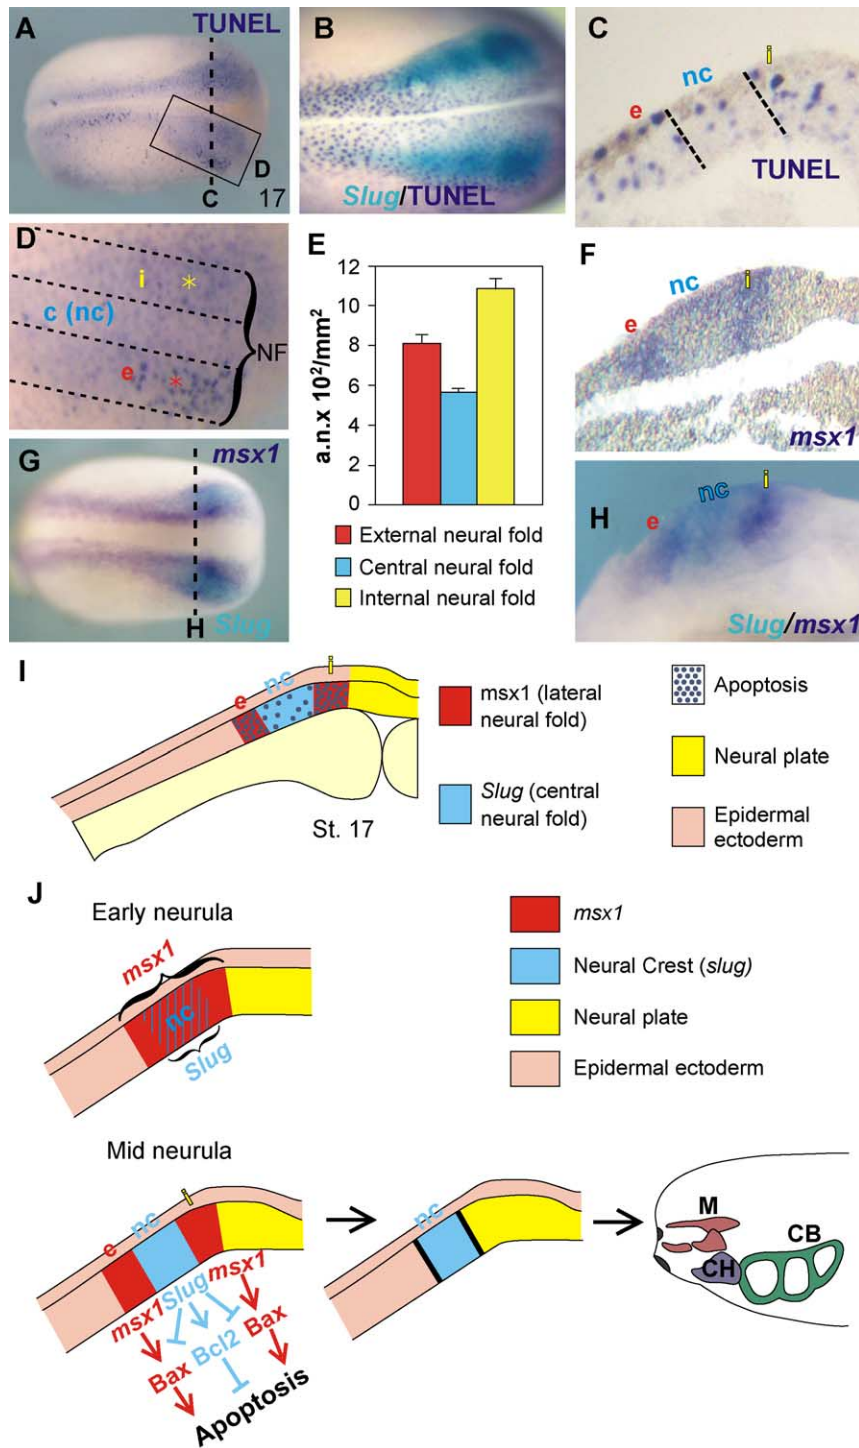 A
TUNEL
C
D
17
B
Slug/TUNEL
C
e
nc
i
TUNEL
D
i
*
c (nc)
e
*
NF
E
a.n.x 10²/mm²
12
10
8
6
4
2
0
External neural fold
Central neural fold
Internal neural fold
F
e
nc
i
msx1
G
msx1
H
Slug
H
e
nc
i
Slug/msx1
I
e
nc
i
St. 17
msx1 (lateral
neural fold)
Slug (central
neural fold)
Apoptosis
Neural plate
Epidermal
ectoderm
J
Early neurula
msx1
nc
Slug
msx1
Neural Crest (slug)
Neural plate
Epidermal ectoderm
Mid neurula
e
nc
i
msx1
Slug
msx1
Bax
Bcl2
Bax
Apoptosis
nc
M
CH
CB